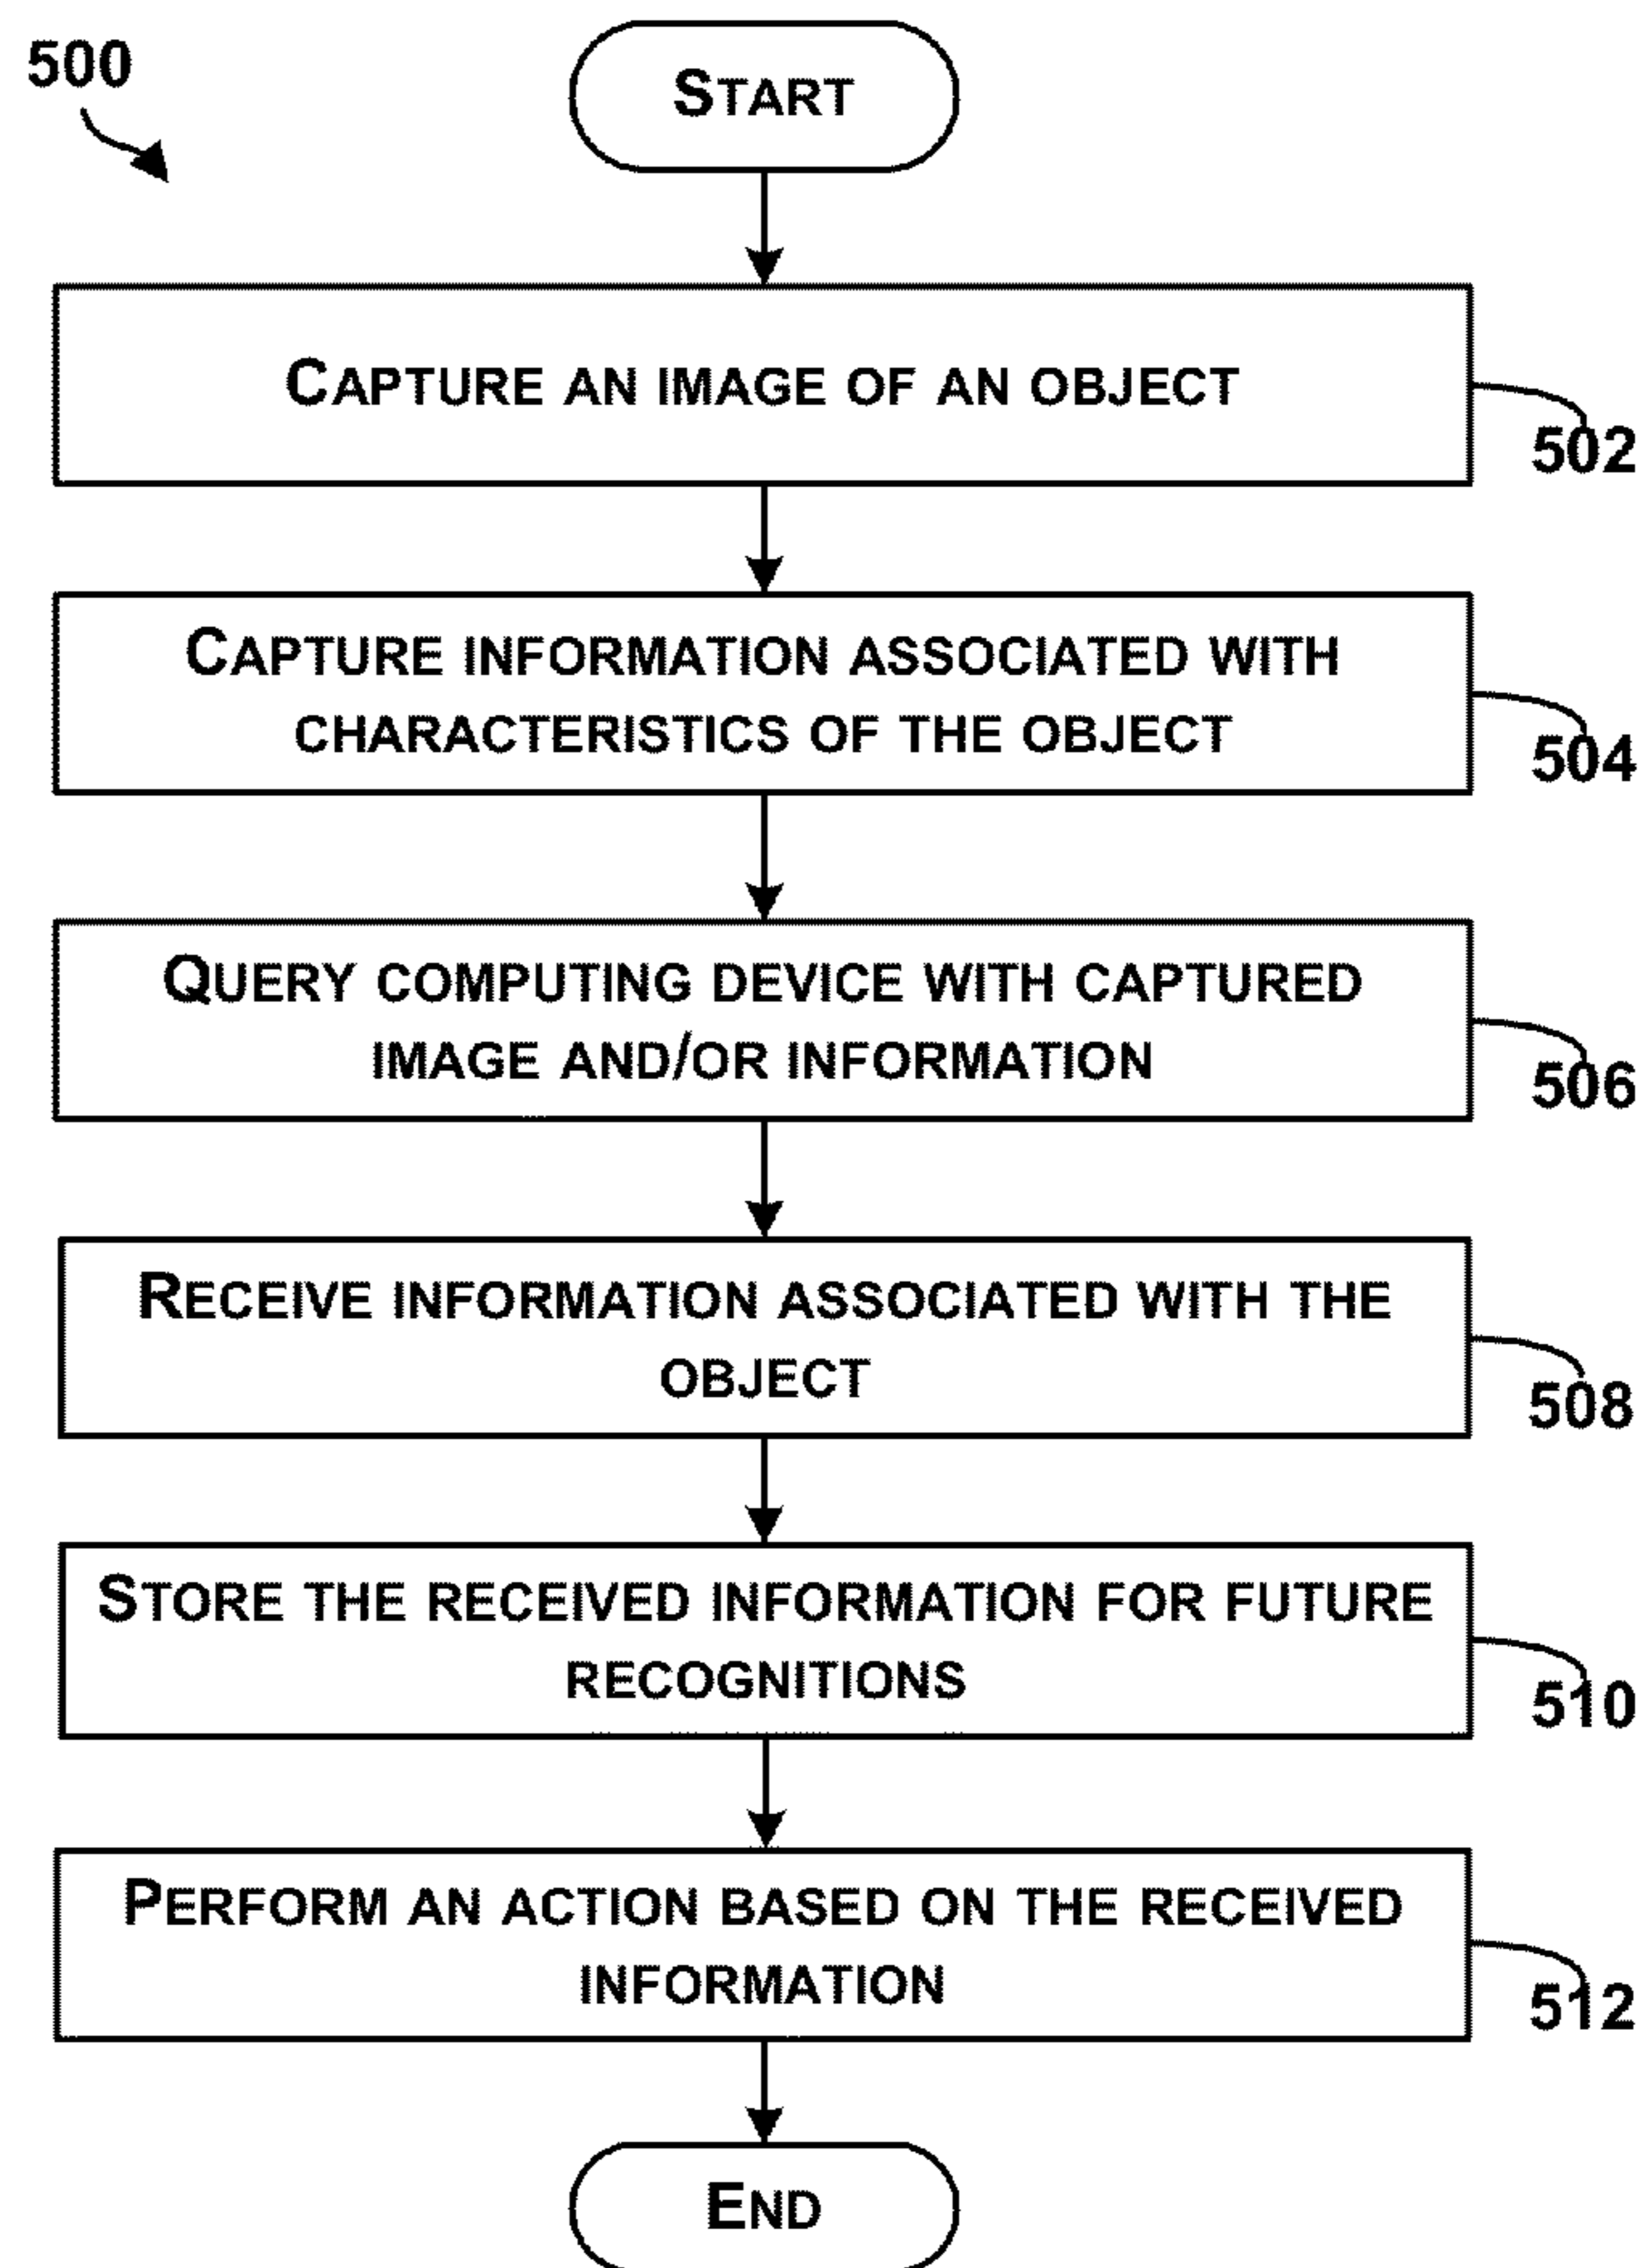 500
START
CAPTURE AN IMAGE OF AN OBJECT
502
CAPTURE INFORMATION ASSOCIATED WITH
CHARACTERISTICS OF THE OBJECT
504
QUERY COMPUTING DEVICE WITH CAPTURED
IMAGE AND/OR INFORMATION
506
RECEIVE INFORMATION ASSOCIATED WITH THE
OBJECT
508
STORE THE RECEIVED INFORMATION FOR FUTURE
RECOGNITIONS
510
PERFORM AN ACTION BASED ON THE RECEIVED
INFORMATION
512
END